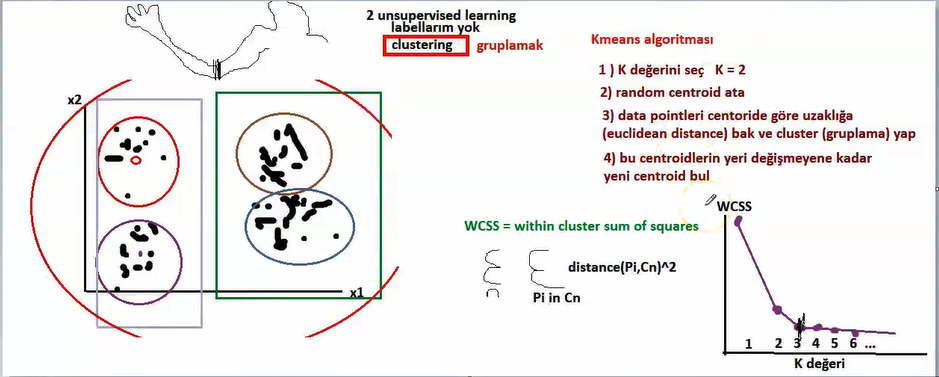 2 unsupervised learning
labellarım yok
clustering gruplamak
x2
x1
Kmeans algoritması
1 ) K değerini seç K = 2
2) random centroid ata
3) data pointleri centoride göre uzaklığa
(euclidean distance) bak ve cluster (gruplama) yap
4) bu centroidlerin yeri değişmeyene kadar
yeni centroid bul
WCSS = within cluster sum of squares
distance(Pi,Cn)^2
n
Pi in Cn
WCSS
1 2 3 4 5 6 ...
K değeri